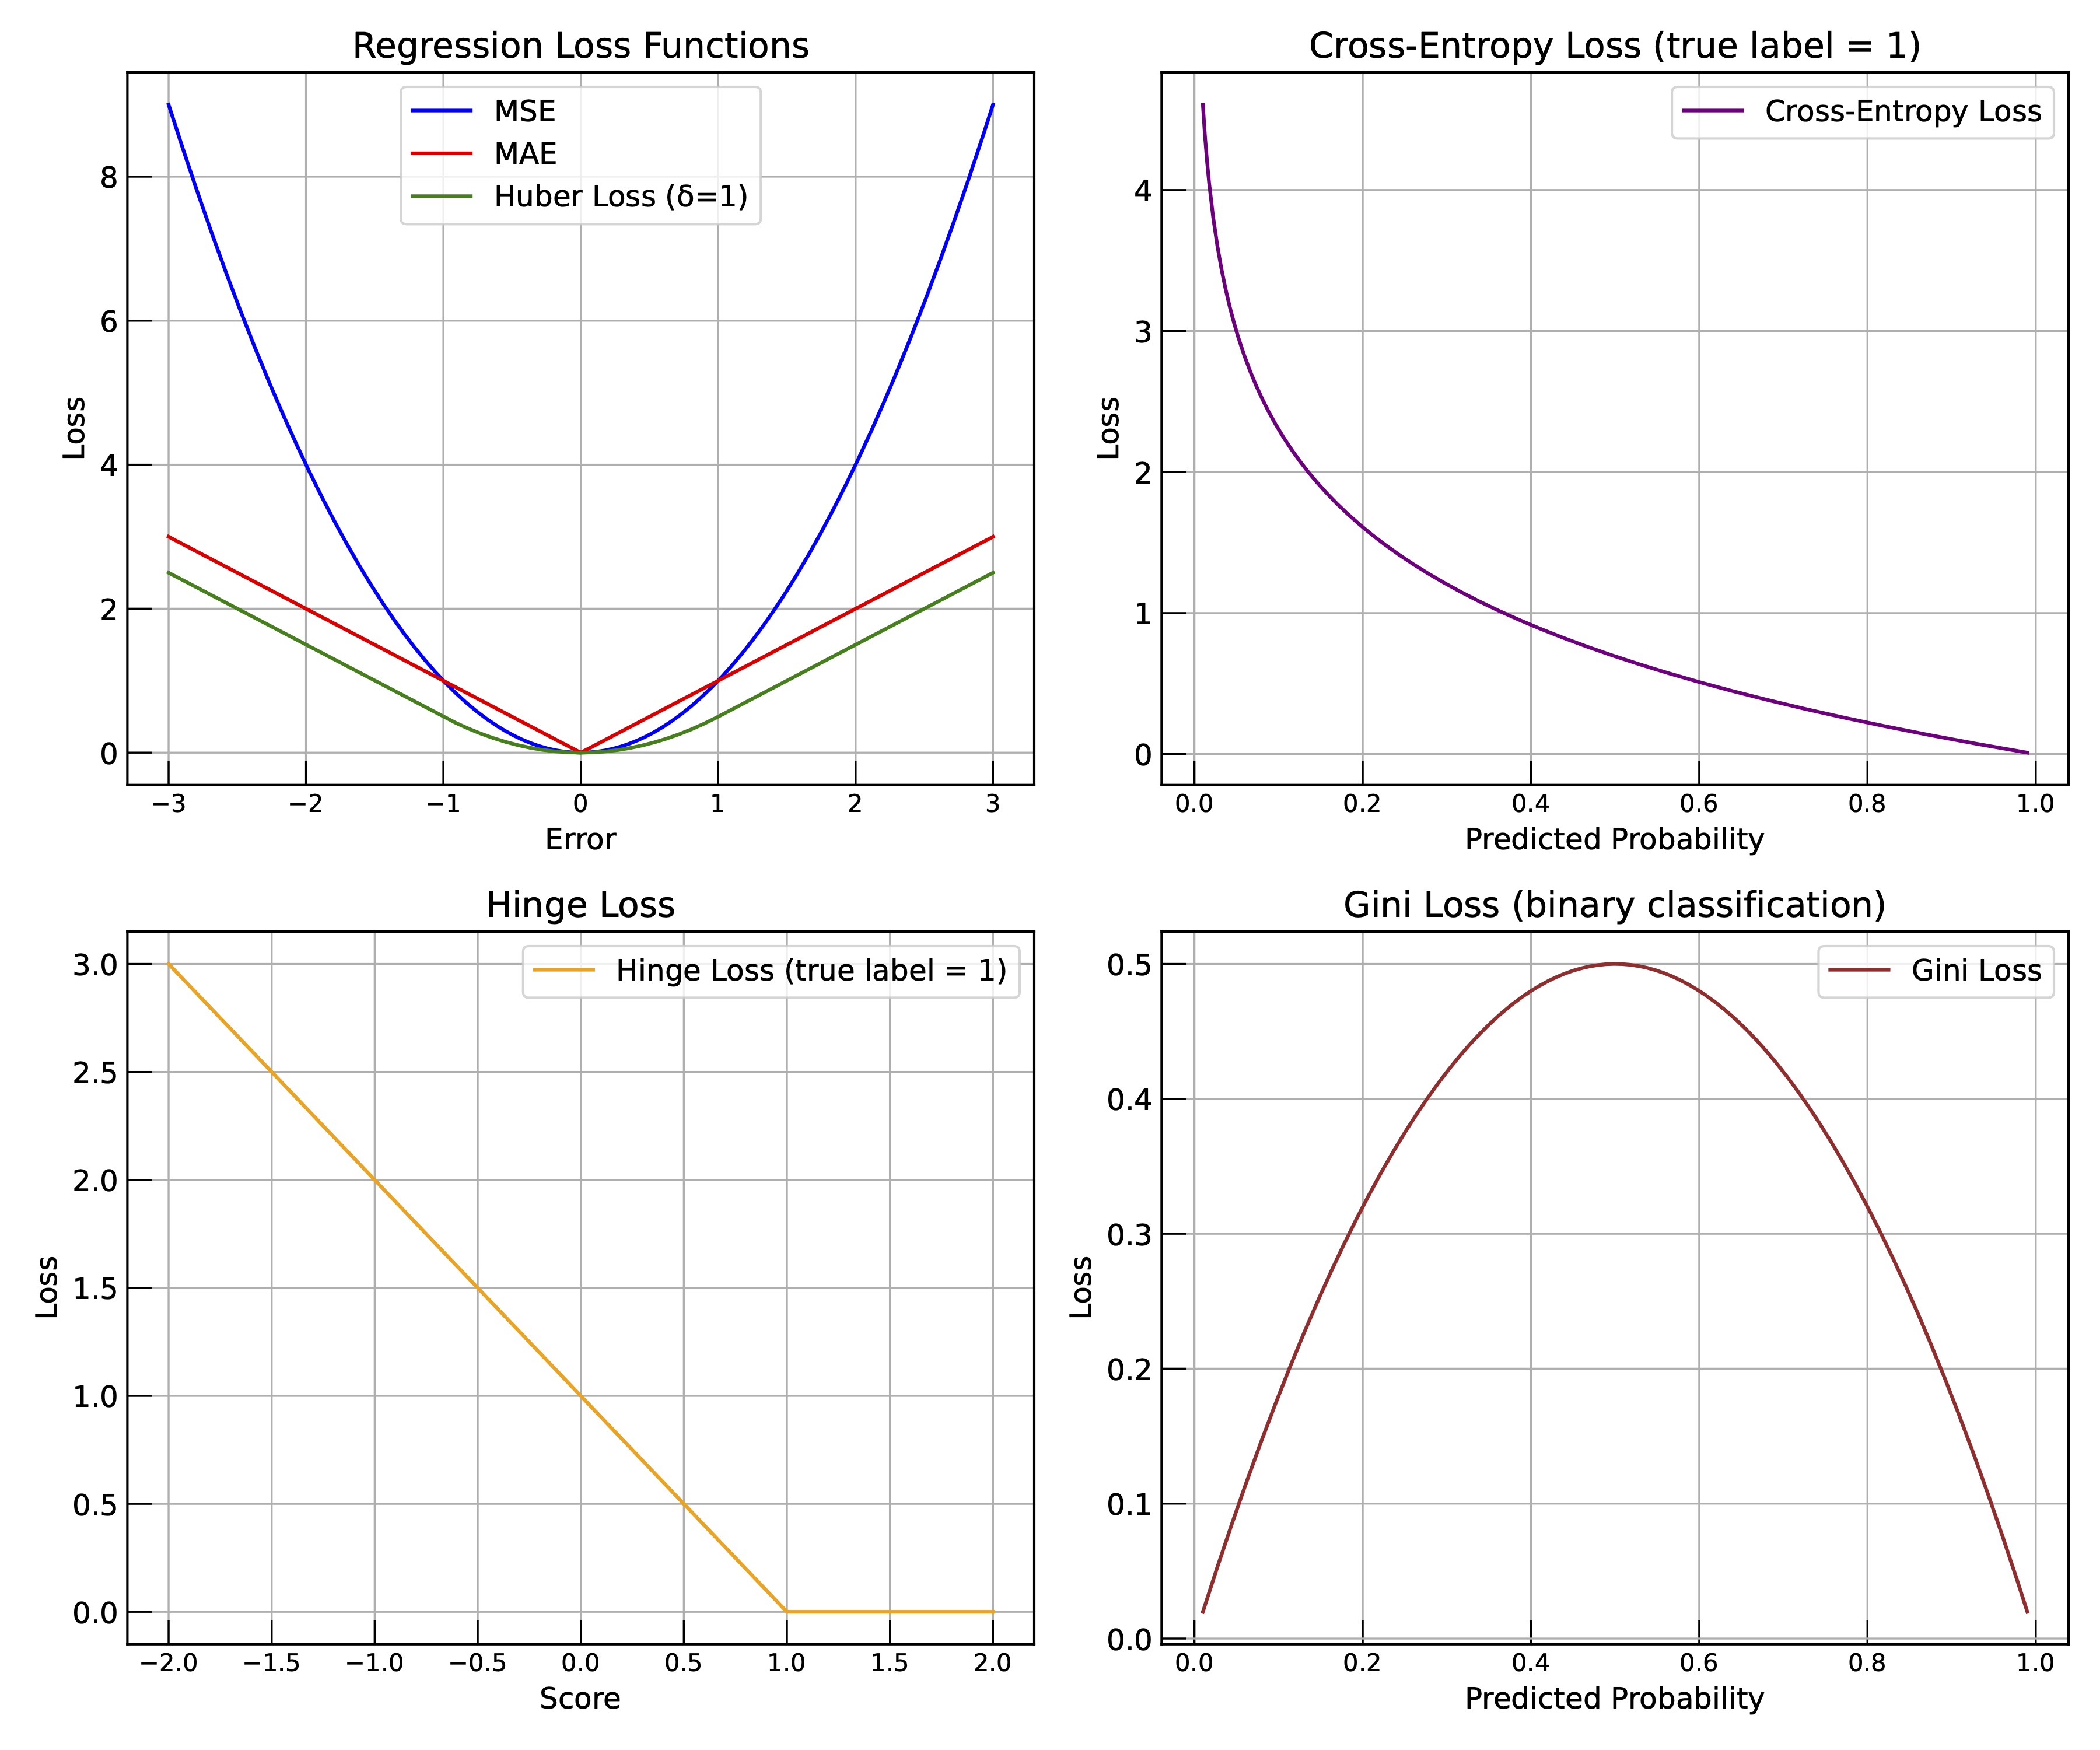 Regression Loss Functions
MSE
MAE
Huber Loss (δ=1)
8
6
4
2
0
Loss
−3 −2 −1 0 1 2 3
Error
Cross-Entropy Loss (true label = 1)
Cross-Entropy Loss
4
3
2
1
0
Loss
0.0 0.2 0.4 0.6 0.8 1.0
Predicted Probability
Hinge Loss
Hinge Loss (true label = 1)
3.0
2.5
2.0
1.5
1.0
0.5
0.0
Loss
−2.0 −1.5 −1.0 −0.5 0.0 0.5 1.0 1.5 2.0
Score
Gini Loss (binary classification)
Gini Loss
0.5
0.4
0.3
0.2
0.1
0.0
Loss
0.0 0.2 0.4 0.6 0.8 1.0
Predicted Probability